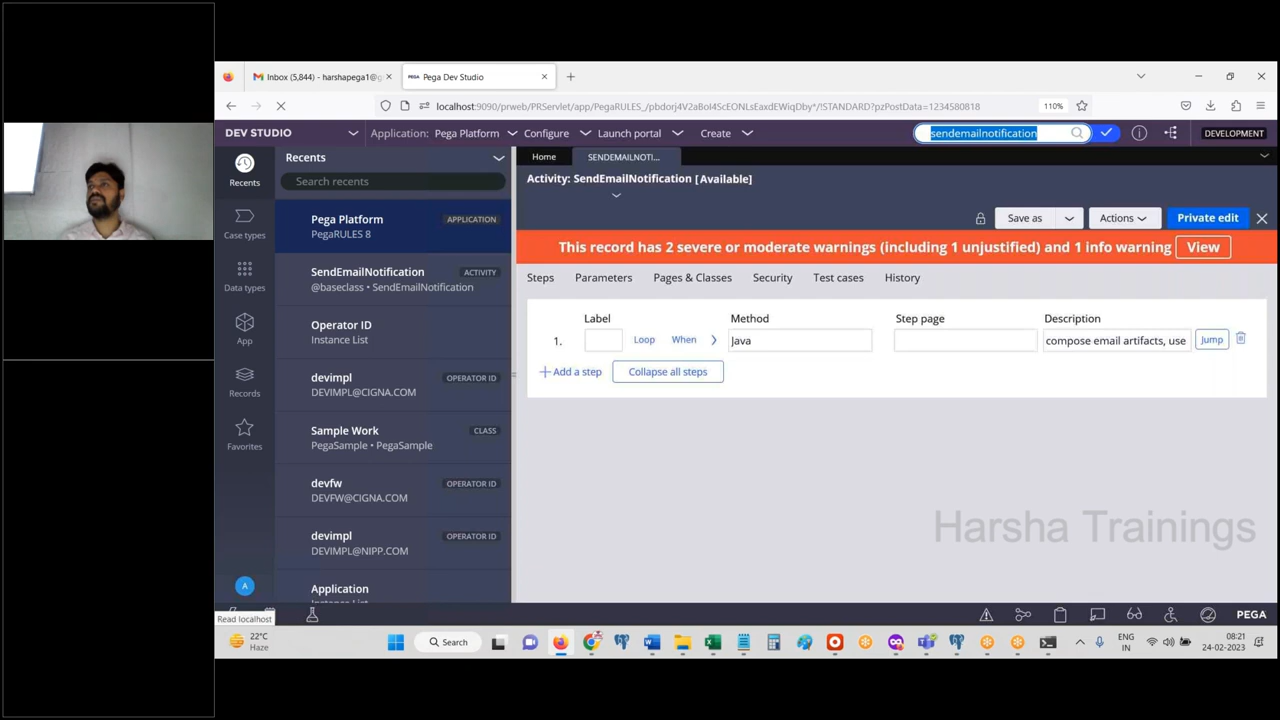 Inbox (5,844) - harshapega1@g
PEGA Pega Dev Studio
localhost:9090/prweb/PRServlet/app/PegaRULES_/pbdorj4V2aBoI4ScEONLsEaxdEWiqDby*/!STANDARD?pzPostData=1234580818
110%
DEV STUDIO
Application: Pega Platform
Configure
Launch portal
Create
sendemailnotification
DEVELOPMENT
Recents
Case types
Data types
App
Records
Favorites
A
Recents
Search recents
Pega Platform APPLICATION
PegaRULES 8
SendEmailNotification ACTIVITY
@baseclass • SendEmailNotification
Operator ID
Instance List
devimpl OPERATOR ID
DEVIMPL@CIGNA.COM
Sample Work CLASS
PegaSample • PegaSample
devfw OPERATOR ID
DEVFW@CIGNA.COM
devimpl OPERATOR ID
DEVIMPL@NIPP.COM
Application
Home
SENDEMAILNOTI...
Activity: SendEmailNotification [Available]
Save as
Actions
Private edit
This record has 2 severe or moderate warnings (including 1 unjustified) and 1 info warning View
Steps Parameters Pages & Classes Security Test cases History
Label Method Step page Description
1. Loop When Java compose email artifacts, use Jump
Add a step Collapse all steps
Harsha Trainings
Read localhost
PEGA
22°C
Haze
Search
ENG
IN
08:21
24-02-2023